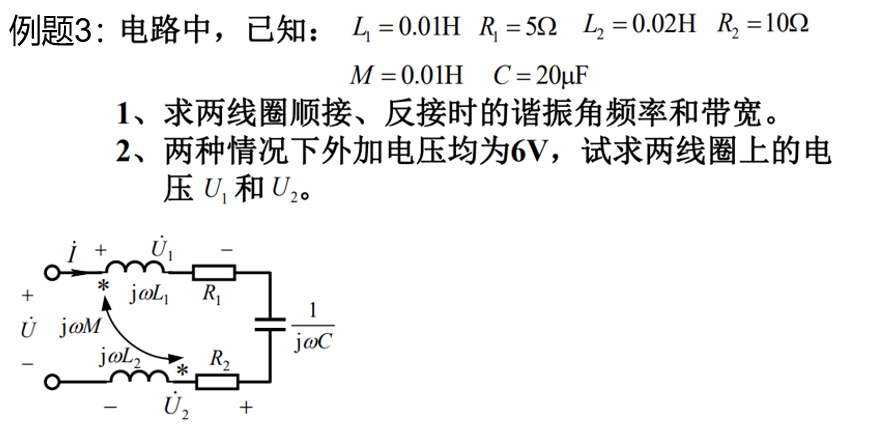 例题3：电路中，已知： L₁ = 0.01H R₁ = 5Ω L₂ = 0.02H R₂ = 10Ω
M = 0.01H C = 20μF
1、求两线圈顺接、反接时的谐振角频率和带宽。
2、两种情况下外加电压均为6V，试求两线圈上的电
压 U₁ 和 U₂。
İ + U̇₁ −
* jωL₁ R₁
+
U̇ jωM
−
1
jωC
jωL₂ * R₂
− U̇₂ +